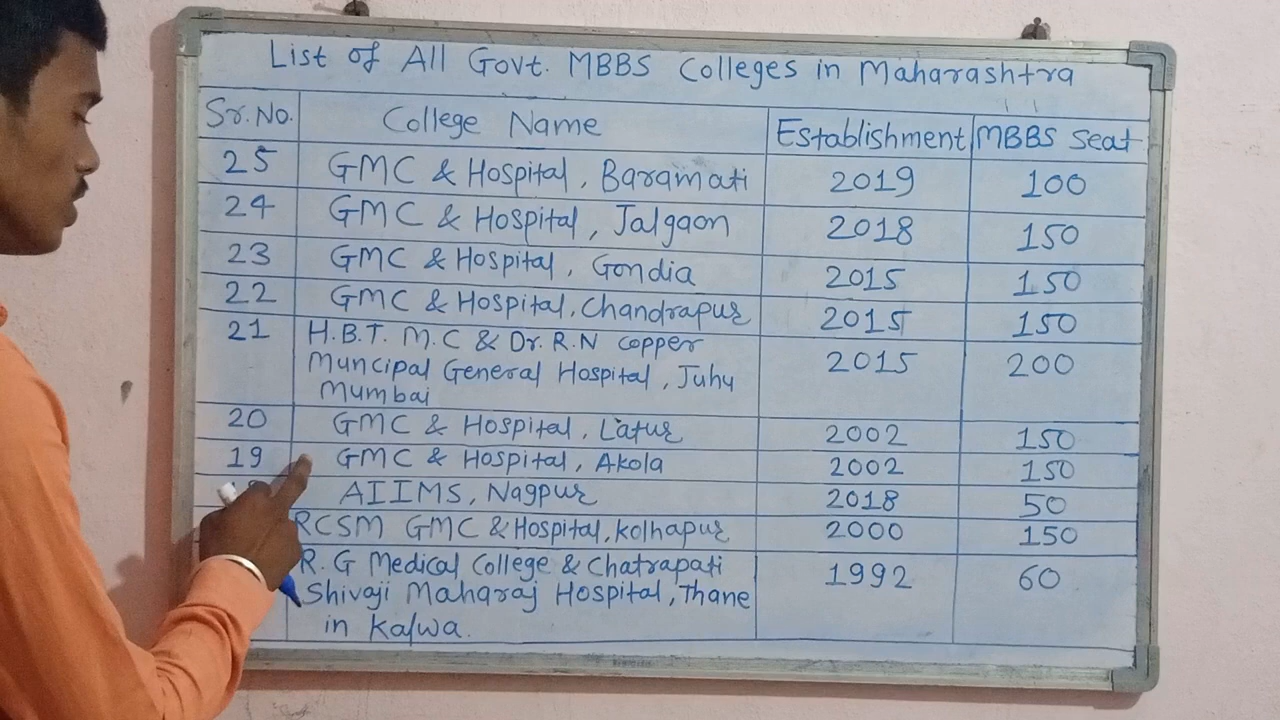 List of All Govt. MBBS Colleges in Maharashtra
Sr.No. College Name Establishment MBBS Seat
25 GMC & Hospital, Baramati 2019 100
24 GMC & Hospital, Jalgaon 2018 150
23 GMC & Hospital, Gondia 2015 150
22 GMC & Hospital, Chandrapur 2015 150
21 H.B.T. M.C & Dr. R.N copper 2015 200
Muncipal General Hospital, Juhu
Mumbai
20 GMC & Hospital, Latur 2002 150
19 GMC & Hospital, Akola 2002 150
AIIMS, Nagpur 2018 50
RCSM GMC & Hospital, Kolhapur 2000 150
R. G Medical College & Chatrapati 1992 60
Shivaji Maharaj Hospital, Thane
in Kalwa.